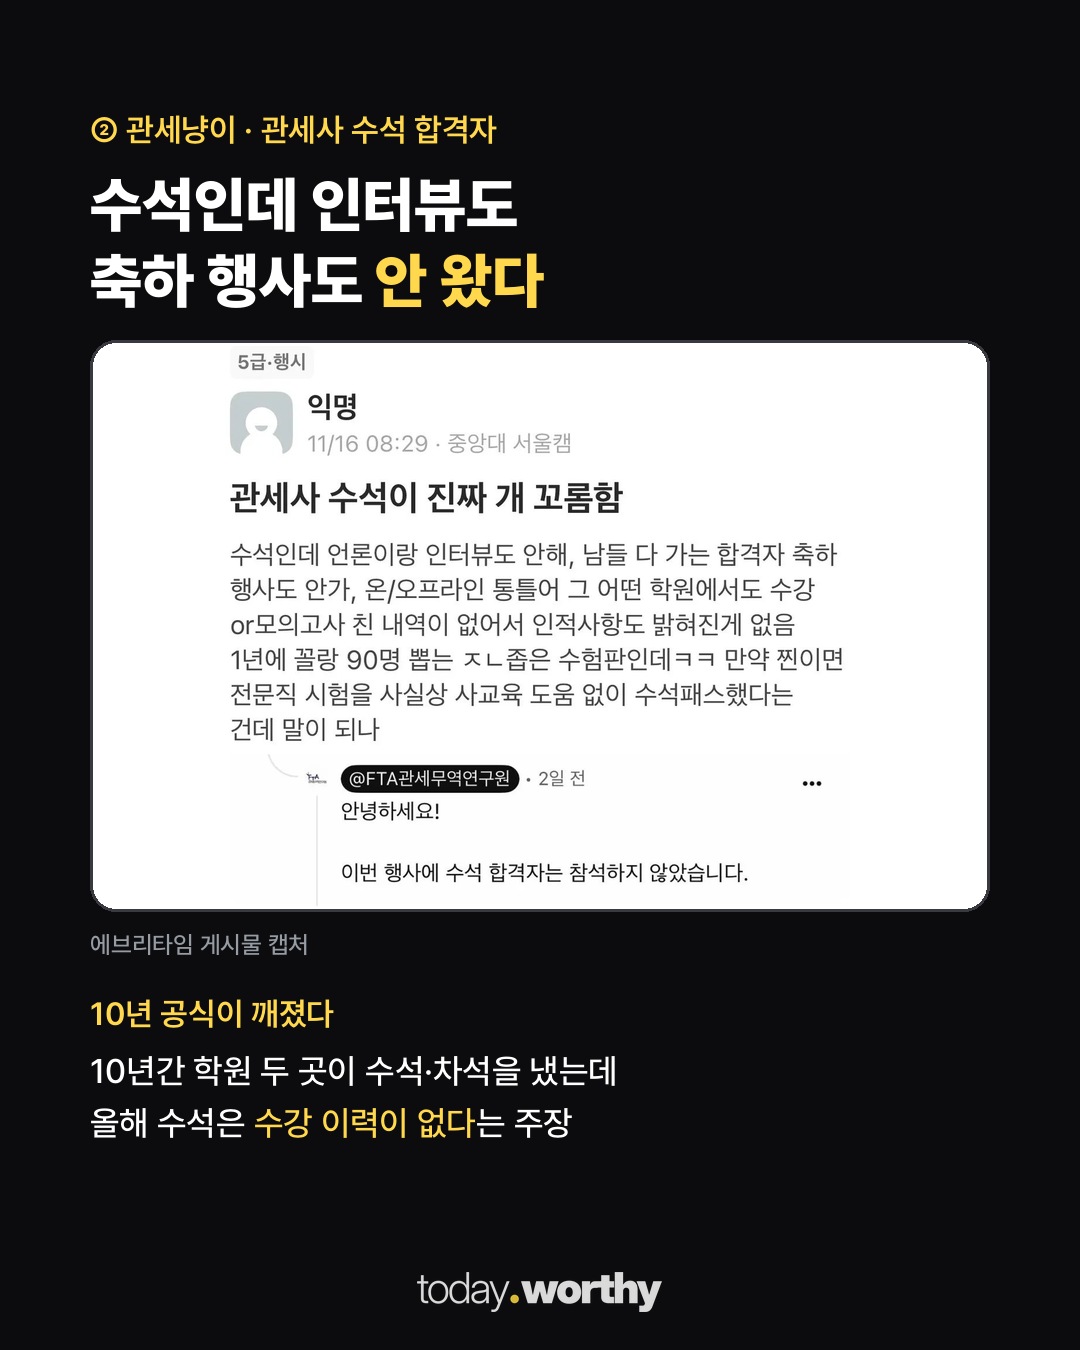 ② 관세냥이 · 관세사 수석 합격자
수석인데 인터뷰도
축하 행사도 안 왔다
5급·행시
익명
11/16 08:29 · 중앙대 서울캠
관세사 수석이 진짜 개 꼬롬함
수석인데 언론이랑 인터뷰도 안해, 남들 다 가는 합격자 축하
행사도 안가, 온/오프라인 통틀어 그 어떤 학원에서도 수강
or모의고사 친 내역이 없어서 인적사항도 밝혀진게 없음
1년에 꼴랑 90명 뽑는 ㅈㄴ좁은 수험판인데ㅋㅋ 만약 찐이면
전문직 시험을 사실상 사교육 도움 없이 수석패스했다는
건데 말이 되나
@FTA관세무역연구원 · 2일 전
안녕하세요!
이번 행사에 수석 합격자는 참석하지 않았습니다.
에브리타임 게시물 캡처
10년 공식이 깨졌다
10년간 학원 두 곳이 수석·차석을 냈는데
올해 수석은 수강 이력이 없다는 주장
today.worthy